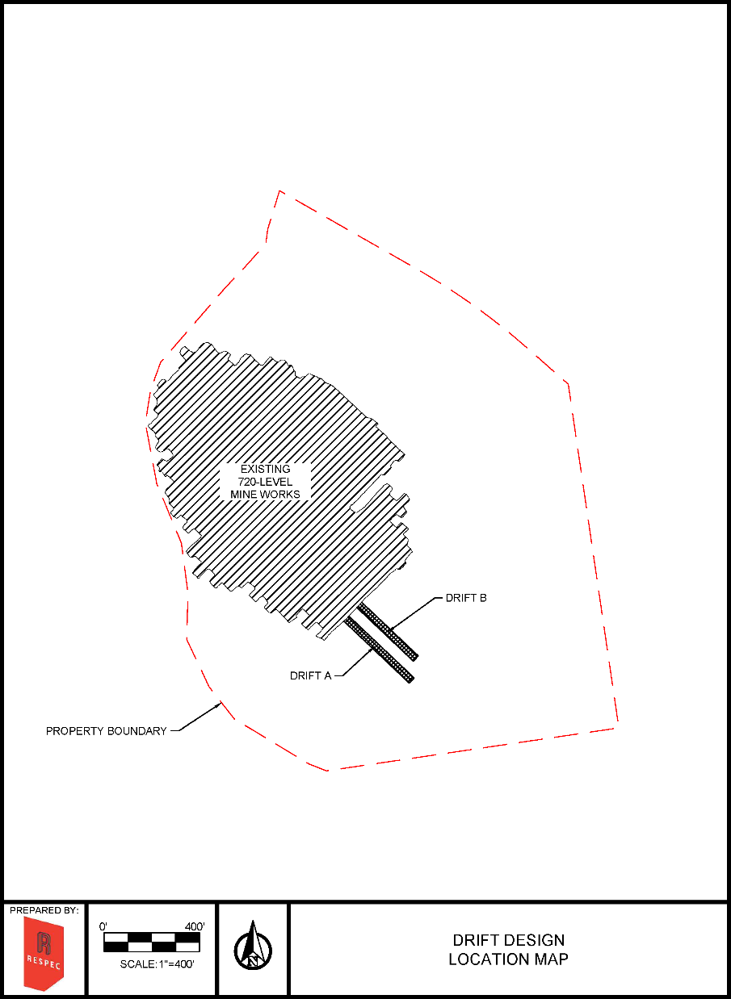 EXISTING
720-LEVEL
MINE WORKS
DRIFT B
DRIFT A
PROPERTY BOUNDARY
PREPARED BY:
RESPEC
0' 400'
SCALE: 1"=400'
N
DRIFT DESIGN
LOCATION MAP